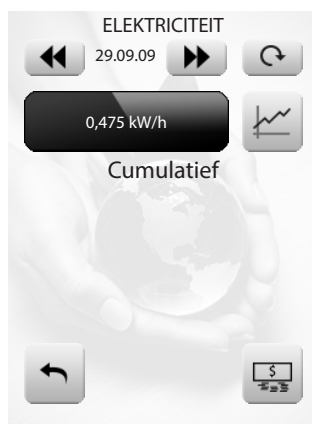 ELEKTRICITEIT
29.09.09
0,475 kW/h
Cumulatief
$